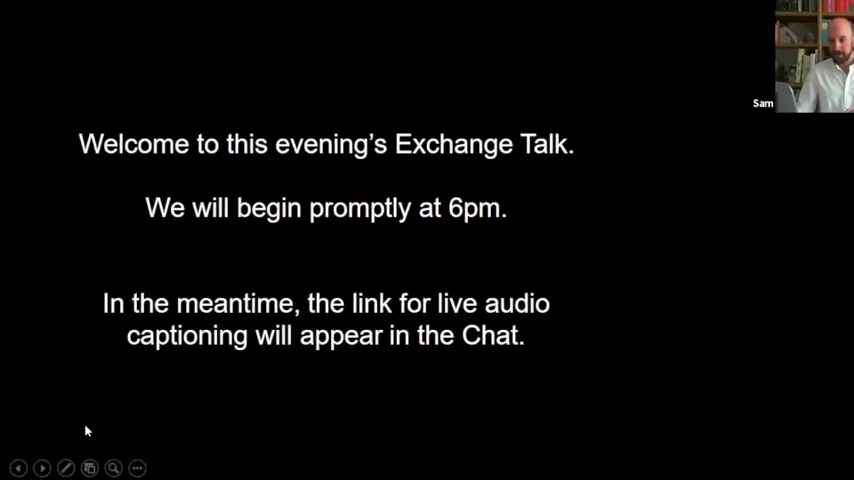 Sam
Welcome to this evening's Exchange Talk.
We will begin promptly at 6pm.
In the meantime, the link for live audio
captioning will appear in the Chat.